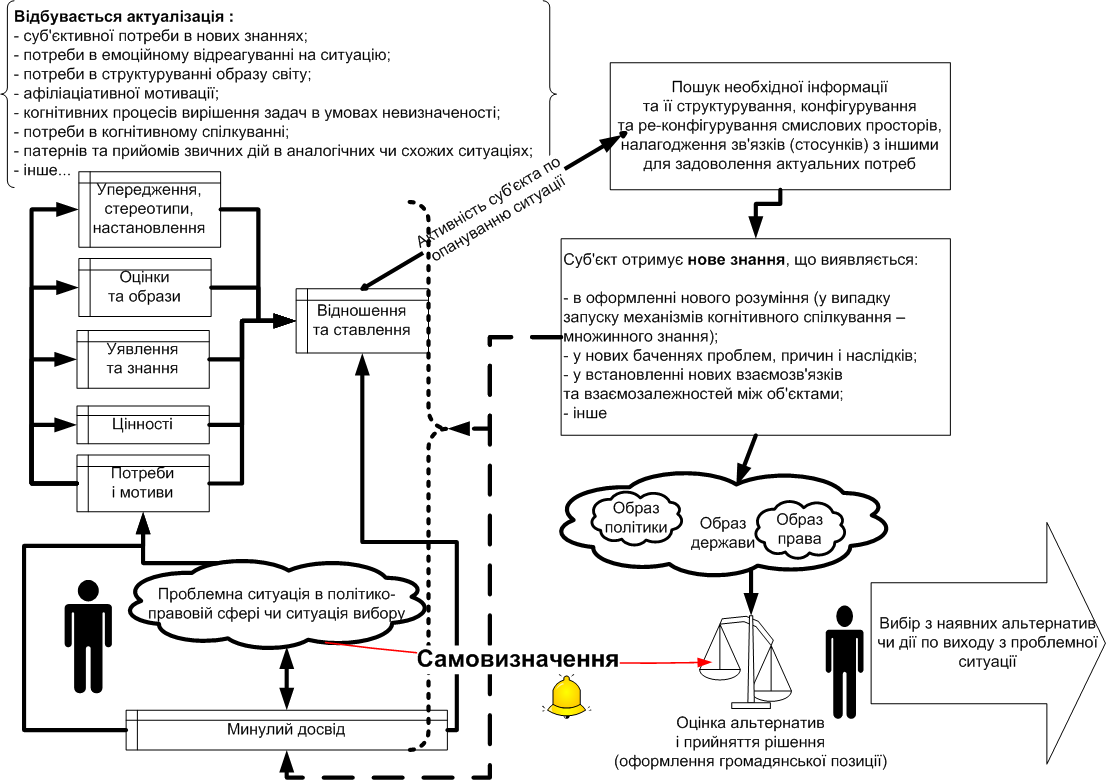 Відбувається актуалізація :
- суб'єктивної потреби в нових знаннях;
- потреби в емоційному відреагуванні на ситуацію;
- потреби в структуруванні образу світу;
- афіліаціативної мотивації;
- когнітивних процесів вирішення задач в умовах невизначеності;
- потреби в когнітивному спілкуванні;
- патернів та прийомів звичних дій в аналогічних чи схожих ситуаціях;
- інше...
Упередження,
стереотипи,
настановлення
Оцінки
та образи
Уявлення
та знання
Цінності
Потреби
і мотиви
Відношення
та ставлення
Активність суб'єкта по
опануванню ситуації
Пошук необхідної інформації
та її структурування, конфігурування
та ре-конфігурування смислових просторів,
налагодження зв'язків (стосунків) з іншими
для задоволення актуальних потреб
Суб'єкт отримує нове знання, що виявляється:
- в оформленні нового розуміння (у випадку
запуску механізмів когнітивного спілкування –
множинного знання);
- у нових баченнях проблем, причин і наслідків;
- у встановленні нових взаємозв'язків
та взаємозалежностей між об'єктами;
- інше
Образ
політики
Образ
держави
Образ
права
Проблемна ситуація в політико-
правовій сфері чи ситуація вибору
Самовизначення
Минулий досвід
Оцінка альтернатив
і прийняття рішення
(оформлення громадянської позиції)
Вибір з наявних альтернатив
чи дії по виходу з проблемної
ситуації